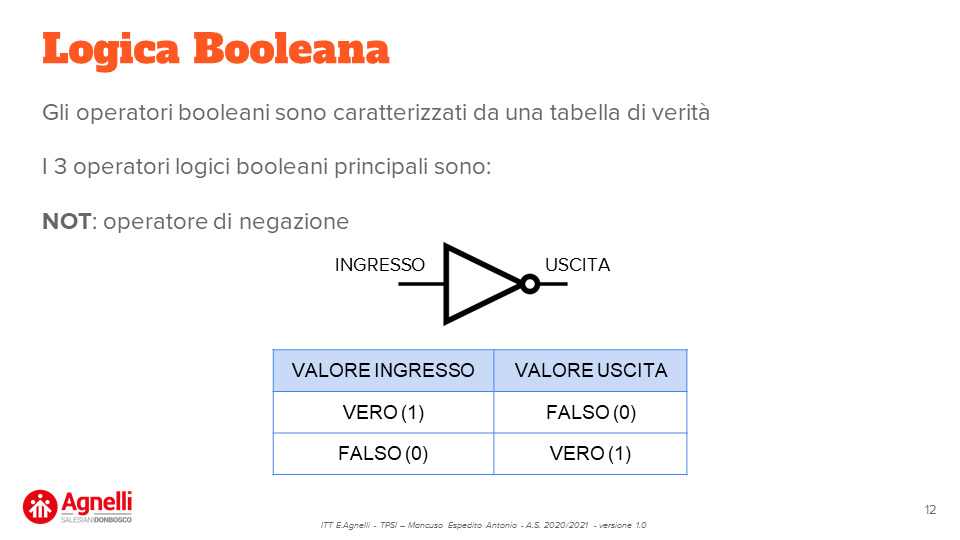 Logica Booleana
Gli operatori booleani sono caratterizzati da una tabella di verità
I 3 operatori logici booleani principali sono:
NOT: operatore di negazione
INGRESSO USCITA
VALORE INGRESSO VALORE USCITA
VERO (1) FALSO (0)
FALSO (0) VERO (1)
Agnelli
SALESIANI DONBOSCO
12
ITT E.Agnelli - TPSI – Mancuso Espedito Antonio - A.S. 2020/2021 - versione 1.0